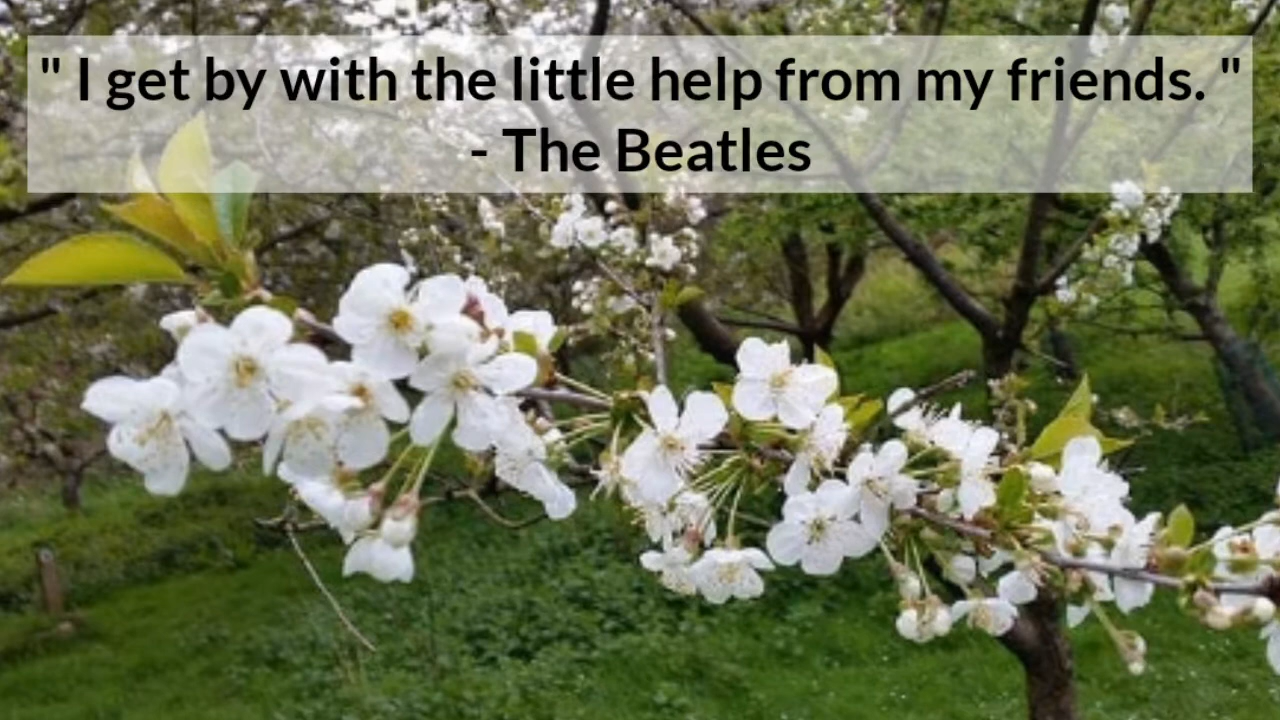 " I get by with the little help from my friends. "
- The Beatles